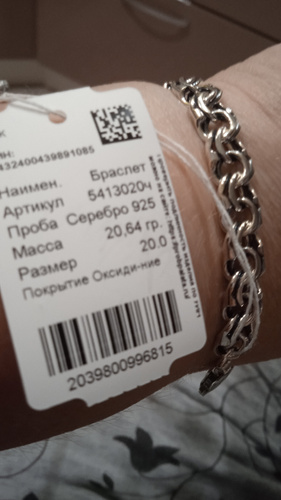 ИН:
432400439891085
Наимен. Браслет
Артикул 5413020ч
Проба Серебро 925
Масса 20,64 гр.
Размер 20.0
Покрытие Оксиди-ние
2039800996815